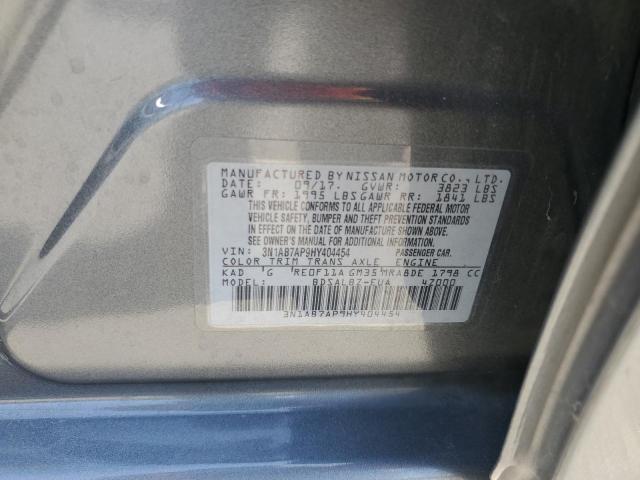 MANUFACTURED BY NISSAN MOTOR CO., LTD.
DATE: 09/17. GVWR: 3823 LBS
GAWR FR: 1995 LBS GAWR RR: 1841 LBS
THIS VEHICLE CONFORMS TO ALL APPLICABLE FEDERAL MOTOR
VEHICLE SAFETY, BUMPER AND THEFT PREVENTION STANDARDS
IN EFFECT ON THE DATE OF MANUFACTURE SHOWN ABOVE.
SEE OWNER'S MANUAL FOR ADDITIONAL INFORMATION.
VIN: 3N1AB7AP9HY404454 PASSENGER CAR.
COLOR TRIM TRANS AXLE ENGINE
KAD 'G 'RE0F11A GM35 MRA8DE 1798 CC
MODEL: BDSALBZ-EUA 47000
3N1AB7AP9HY404454